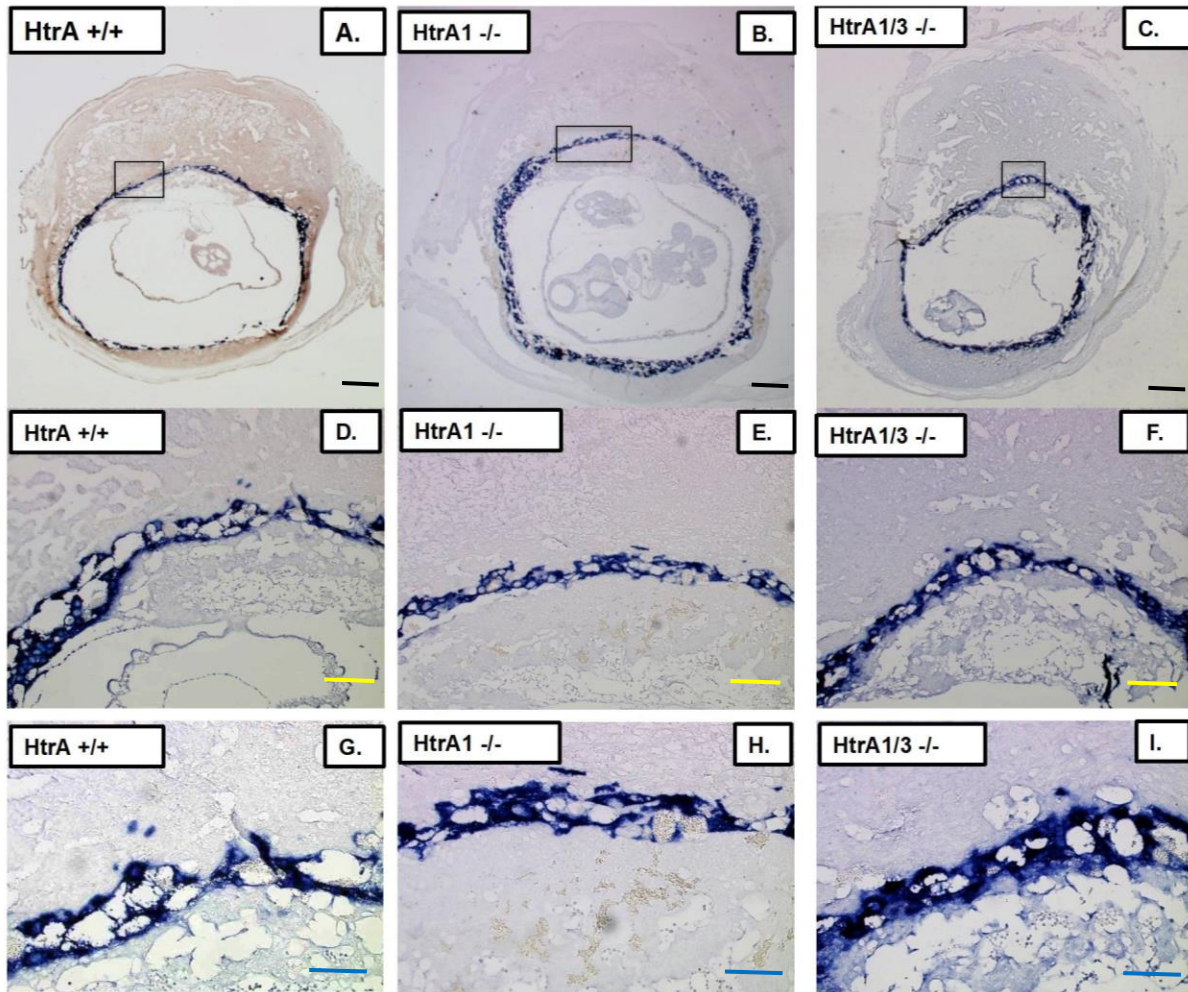 HtrA +/+
A.
HtrA1 -/-
B.
HtrA1/3 -/-
C.
HtrA +/+
D.
HtrA1 -/-
E.
HtrA1/3 -/-
F.
HtrA +/+
G.
HtrA1 -/-
H.
HtrA1/3 -/-
I.